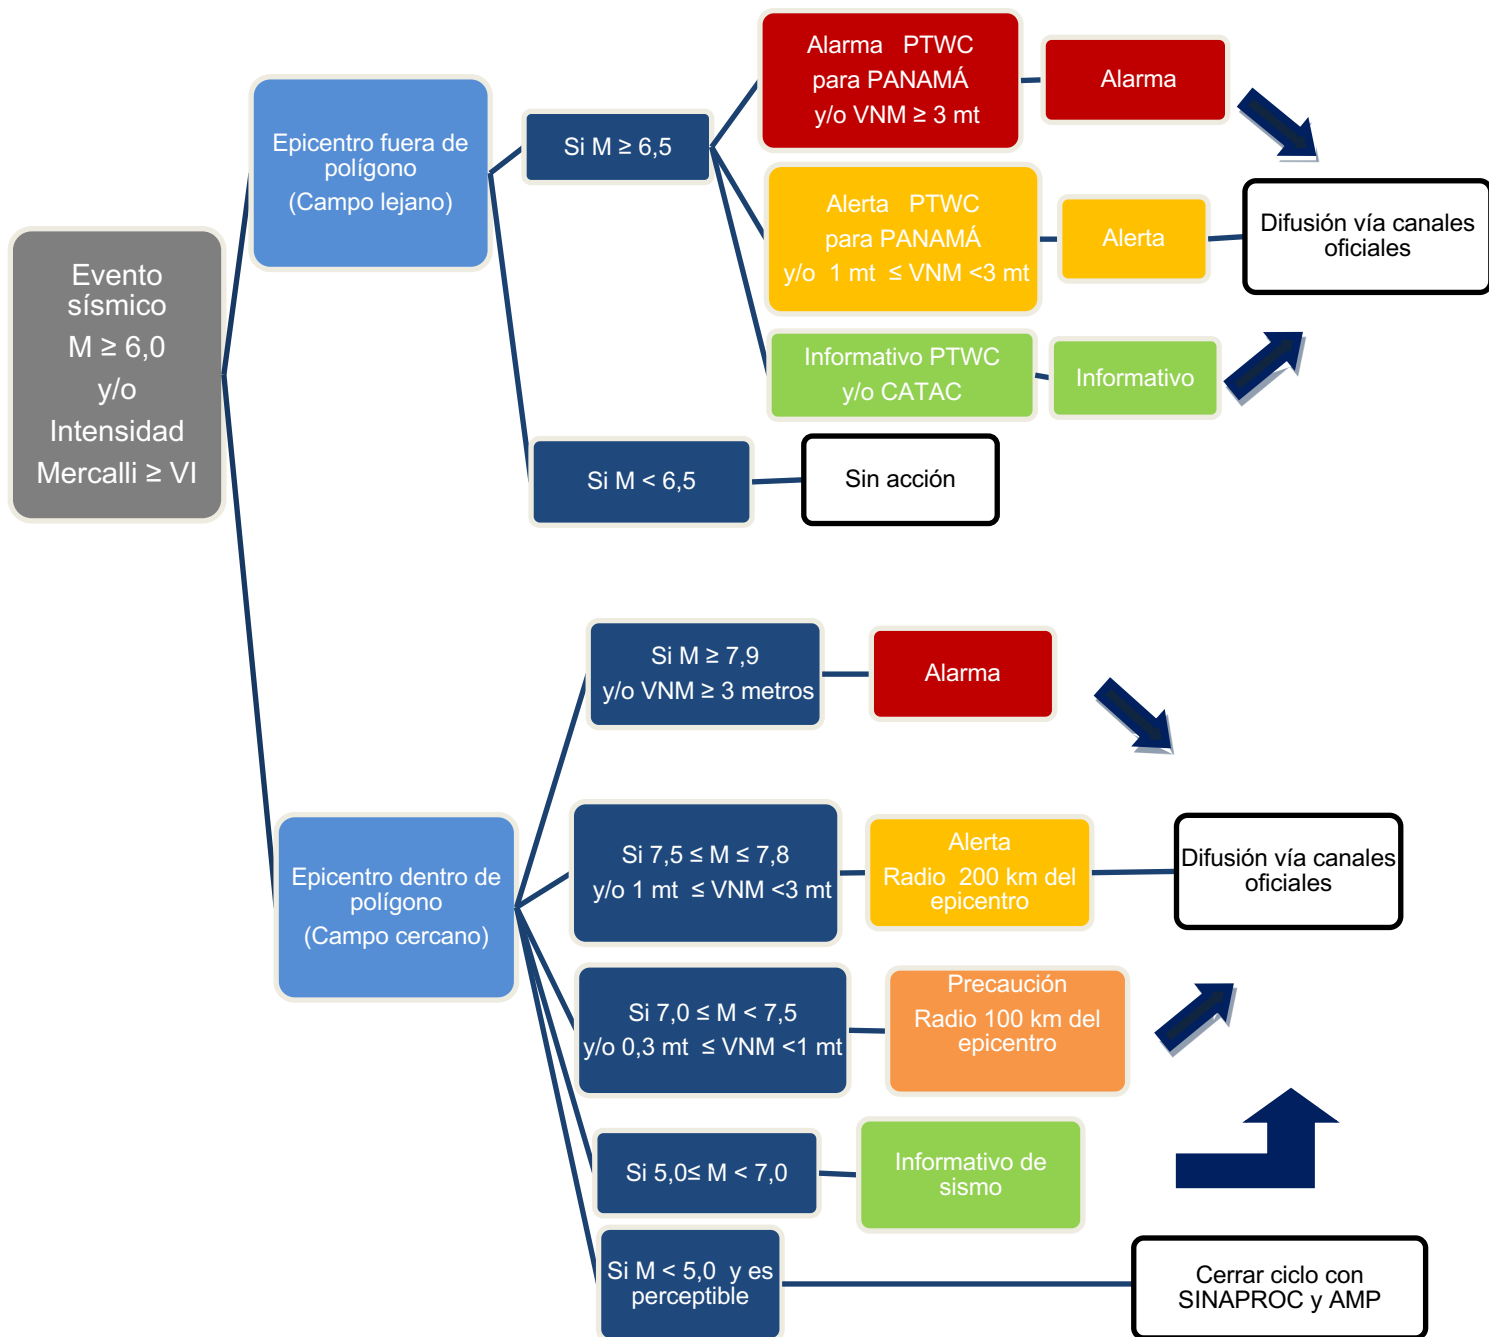 Evento
sísmico
M ≥ 6,0
y/o
Intensidad
Mercalli ≥ VI
Epicentro fuera de
polígono
(Campo lejano)
Si M ≥ 6,5
Alarma PTWC
para PANAMÁ
y/o VNM ≥ 3 mt
Alarma
Alerta PTWC
para PANAMÁ
y/o 1 mt ≤ VNM <3 mt
Alerta
Informativo PTWC
y/o CATAC
Informativo
Difusión vía canales
oficiales
Si M < 6,5
Sin acción
Epicentro dentro de
polígono
(Campo cercano)
Si M ≥ 7,9
y/o VNM ≥ 3 metros
Alarma
Si 7,5 ≤ M ≤ 7,8
y/o 1 mt ≤ VNM <3 mt
Alerta
Radio 200 km del
epicentro
Difusión vía canales
oficiales
Si 7,0 ≤ M < 7,5
y/o 0,3 mt ≤ VNM <1 mt
Precaución
Radio 100 km del
epicentro
Si 5,0≤ M < 7,0
Informativo de
sismo
Si M < 5,0 y es
perceptible
Cerrar ciclo con
SINAPROC y AMP